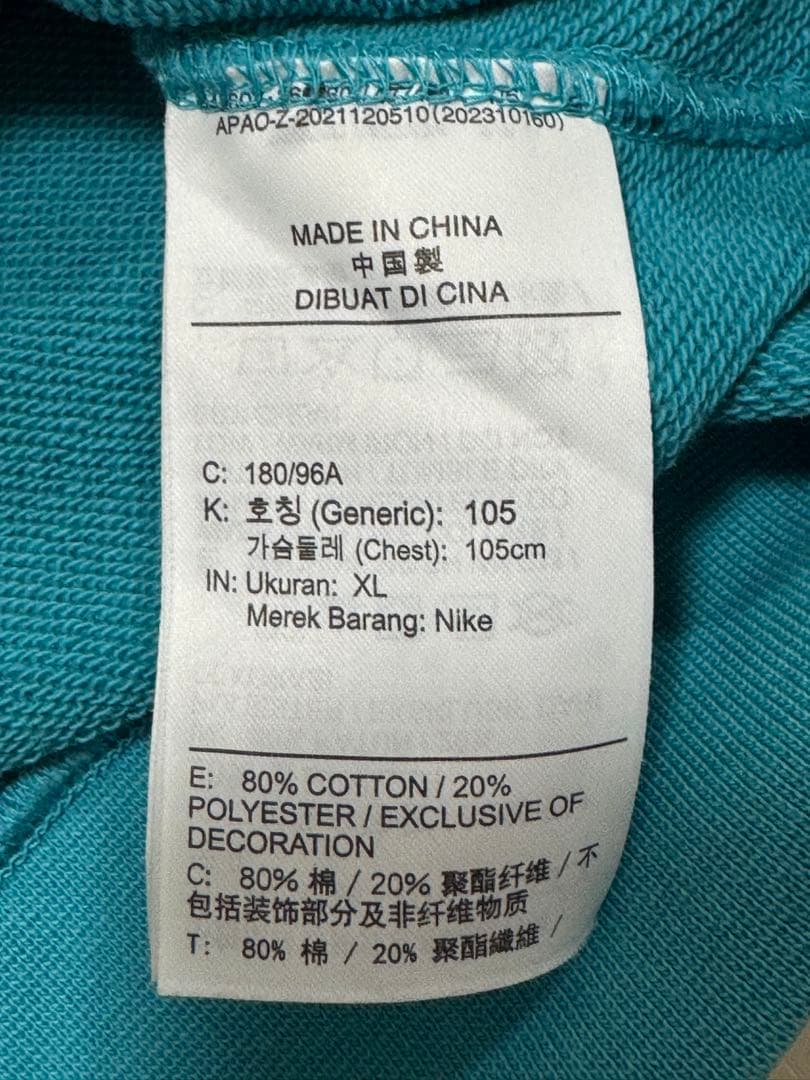 APAO-Z-2021120510(202310160)
MADE IN CHINA
中国製
DIBUAT DI CINA
C: 180/96A
K: 호칭 (Generic): 105
가슴둘레 (Chest): 105cm
IN: Ukuran: XL
Merek Barang: Nike
E: 80% COTTON / 20%
POLYESTER / EXCLUSIVE OF
DECORATION
C: 80% 棉 / 20% 聚酯纤维 / 不
包括装饰部分及非纤维物质
T: 80% 棉 / 20% 聚酯纖維 /